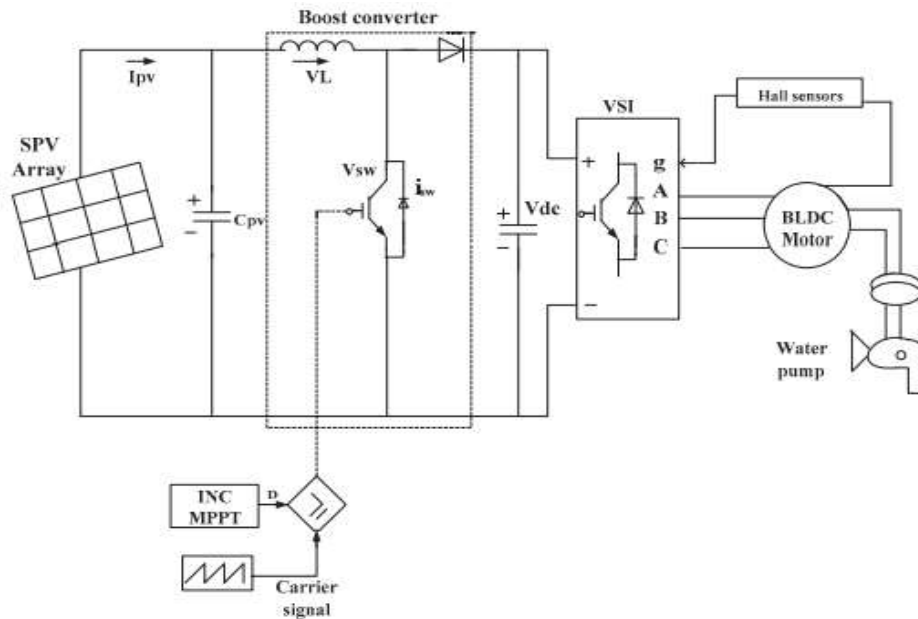 Boost converter
Ipv
VL
Hall sensors
VSI
SPV
Array
Vsw
isw
+
g
A
+
Cpv
+
Vdc
B
BLDC
Motor
−
−
C
−
Water
pump
INC
MPPT
D
≥
Carrier
signal